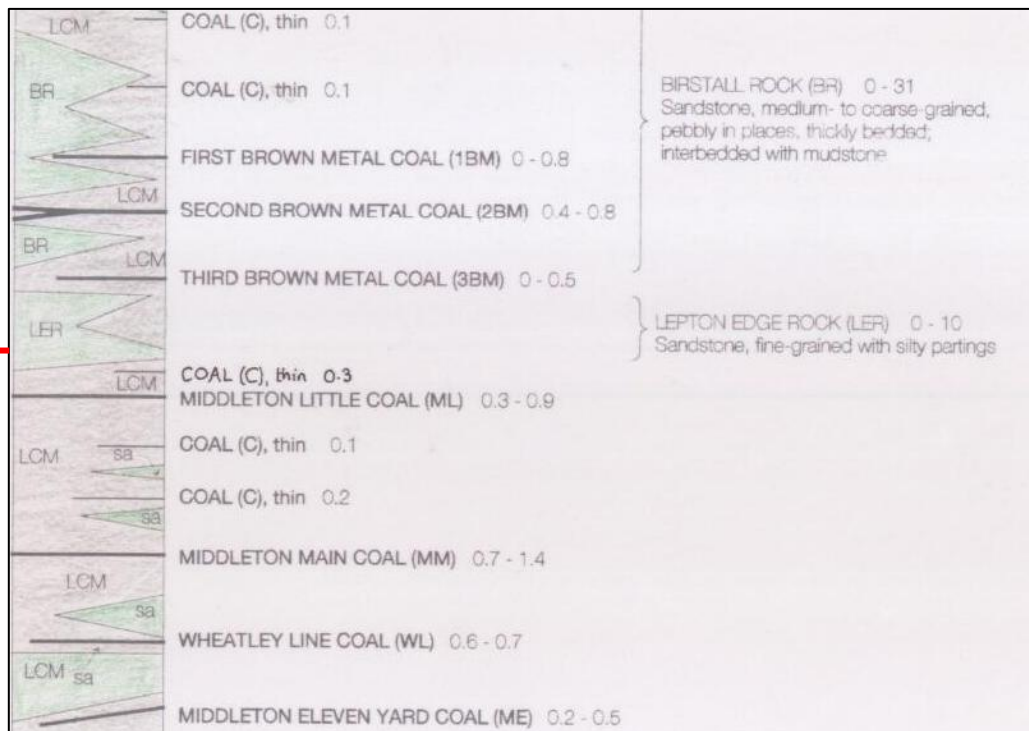 LCM
COAL (C), thin 0.1
BR
COAL (C), thin 0.1
BIRSTALL ROCK (BR) 0 - 31
Sandstone, medium- to coarse-grained,
pebbly in places, thickly bedded;
interbedded with mudstone
FIRST BROWN METAL COAL (1BM) 0 - 0.8
LCM
SECOND BROWN METAL COAL (2BM) 0.4 - 0.8
BR
LCM
THIRD BROWN METAL COAL (3BM) 0 - 0.5
LER
LEPTON EDGE ROCK (LER) 0 - 10
Sandstone, fine-grained with silty partings
LCM
COAL (C), thin 0.3
MIDDLETON LITTLE COAL (ML) 0.3 - 0.9
COAL (C), thin 0.1
LCM
sa
COAL (C), thin 0.2
sa
MIDDLETON MAIN COAL (MM) 0.7 - 1.4
LCM
sa
WHEATLEY LINE COAL (WL) 0.6 - 0.7
LCM
sa
MIDDLETON ELEVEN YARD COAL (ME) 0.2 - 0.5